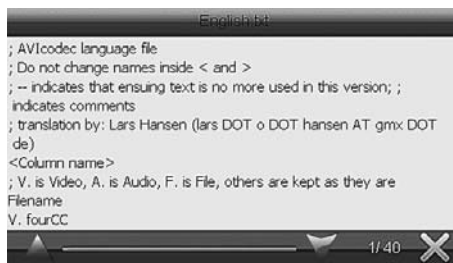 English.txt
; AVIcodec language file
; Do not change names inside < and >
; -- indicates that ensuing text is no more used in this version; ;
indicates comments
; translation by: Lars Hansen (lars DOT o DOT hansen AT gmx DOT
de)
<Column name>
; V. is Video, A. is Audio, F. is File, others are kept as they are
Filename
V. fourCC
1/40